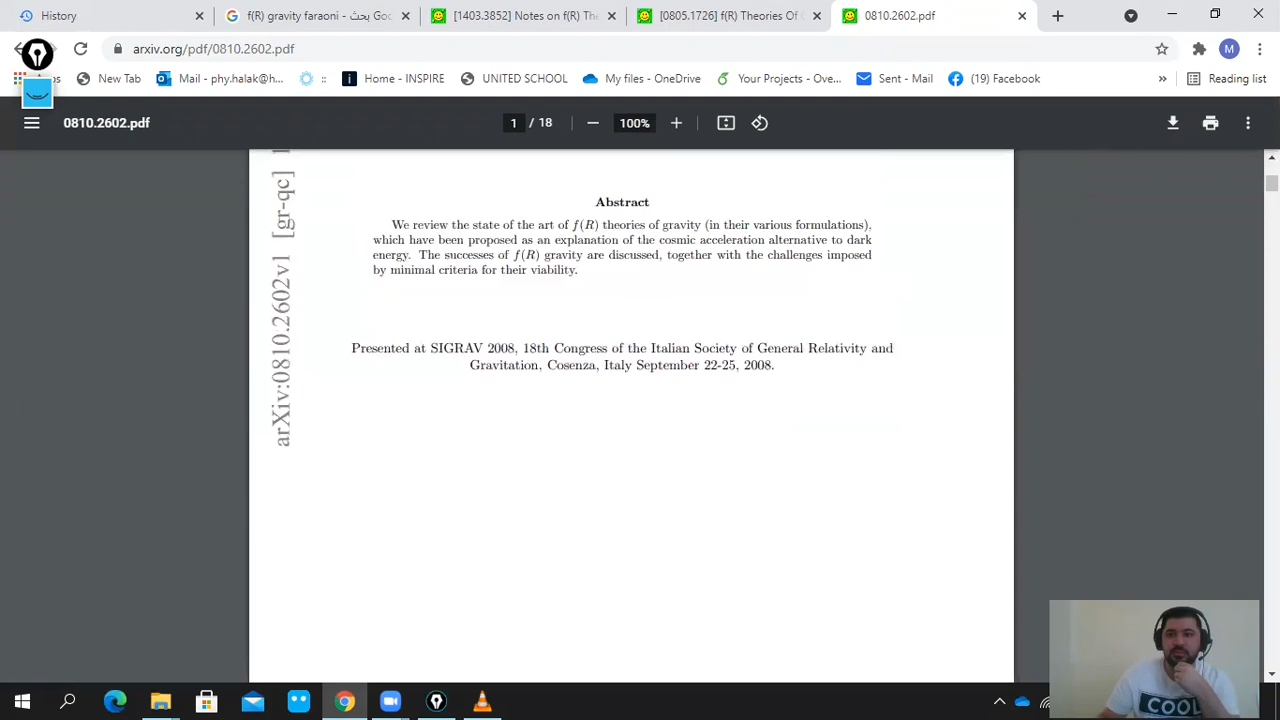 History
f(R) gravity faraoni - بحث Goo
[1403.3852] Notes on f(R) The
[0805.1726] f(R) Theories Of G
0810.2602.pdf
arxiv.org/pdf/0810.2602.pdf
M
New Tab
Mail - phy.halak@h...
::
Home - INSPIRE
UNITED SCHOOL
My files - OneDrive
Your Projects - Ove...
Sent - Mail
(19) Facebook
»
Reading list
0810.2602.pdf
1 / 18
100%
arXiv:0810.2602v1 [gr-qc]
Abstract
We review the state of the art of f(R) theories of gravity (in their various formulations),
which have been proposed as an explanation of the cosmic acceleration alternative to dark
energy. The successes of f(R) gravity are discussed, together with the challenges imposed
by minimal criteria for their viability.
Presented at SIGRAV 2008, 18th Congress of the Italian Society of General Relativity and
Gravitation, Cosenza, Italy September 22-25, 2008.
COOL